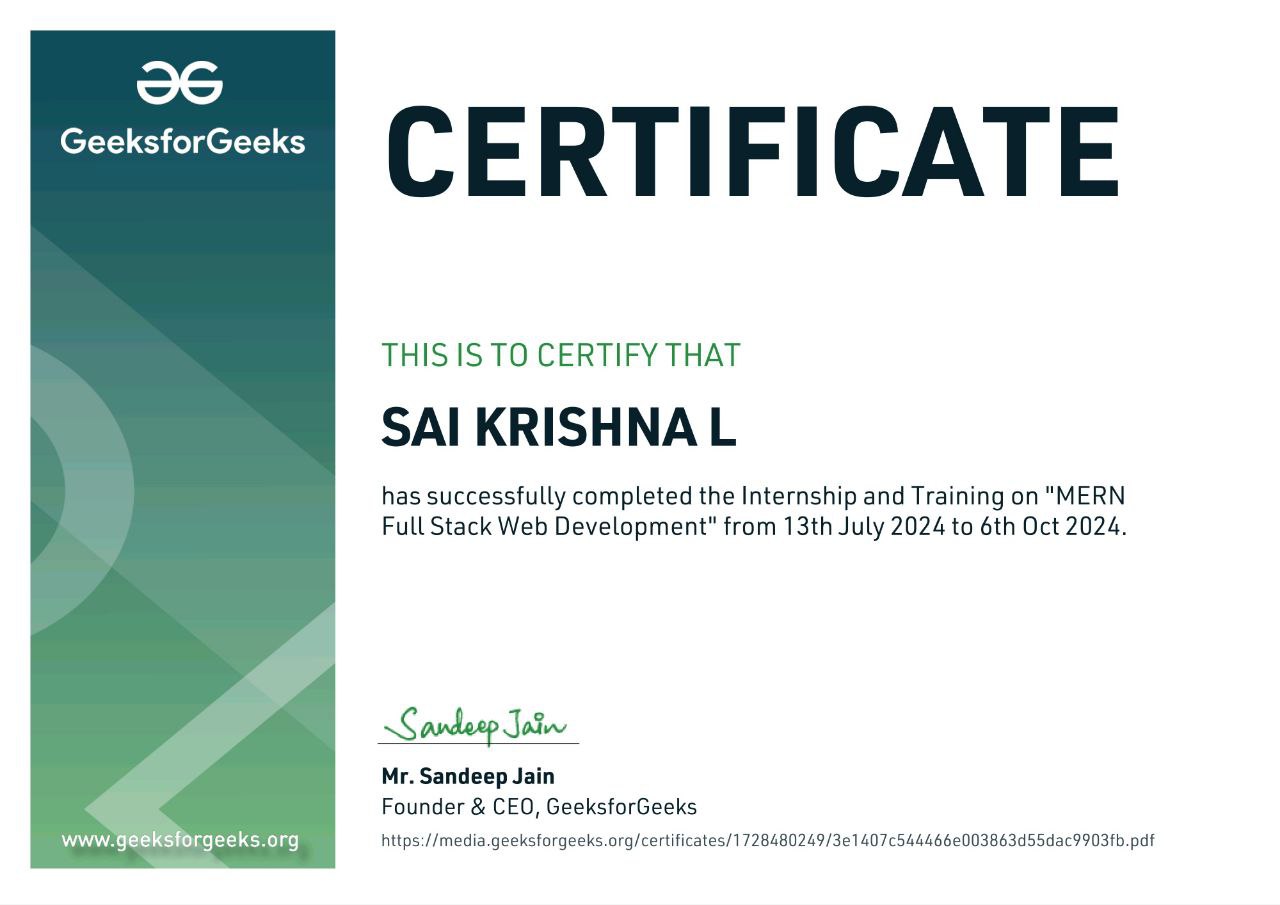 GeeksforGeeks
www.geeksforgeeks.org
CERTIFICATE
THIS IS TO CERTIFY THAT
SAI KRISHNA L
has successfully completed the Internship and Training on "MERN
Full Stack Web Development" from 13th July 2024 to 6th Oct 2024.
Sandeep Jain
Mr. Sandeep Jain
Founder & CEO, GeeksforGeeks
https://media.geeksforgeeks.org/certificates/1728480249/3e1407c544466e003863d55dac9903fb.pdf